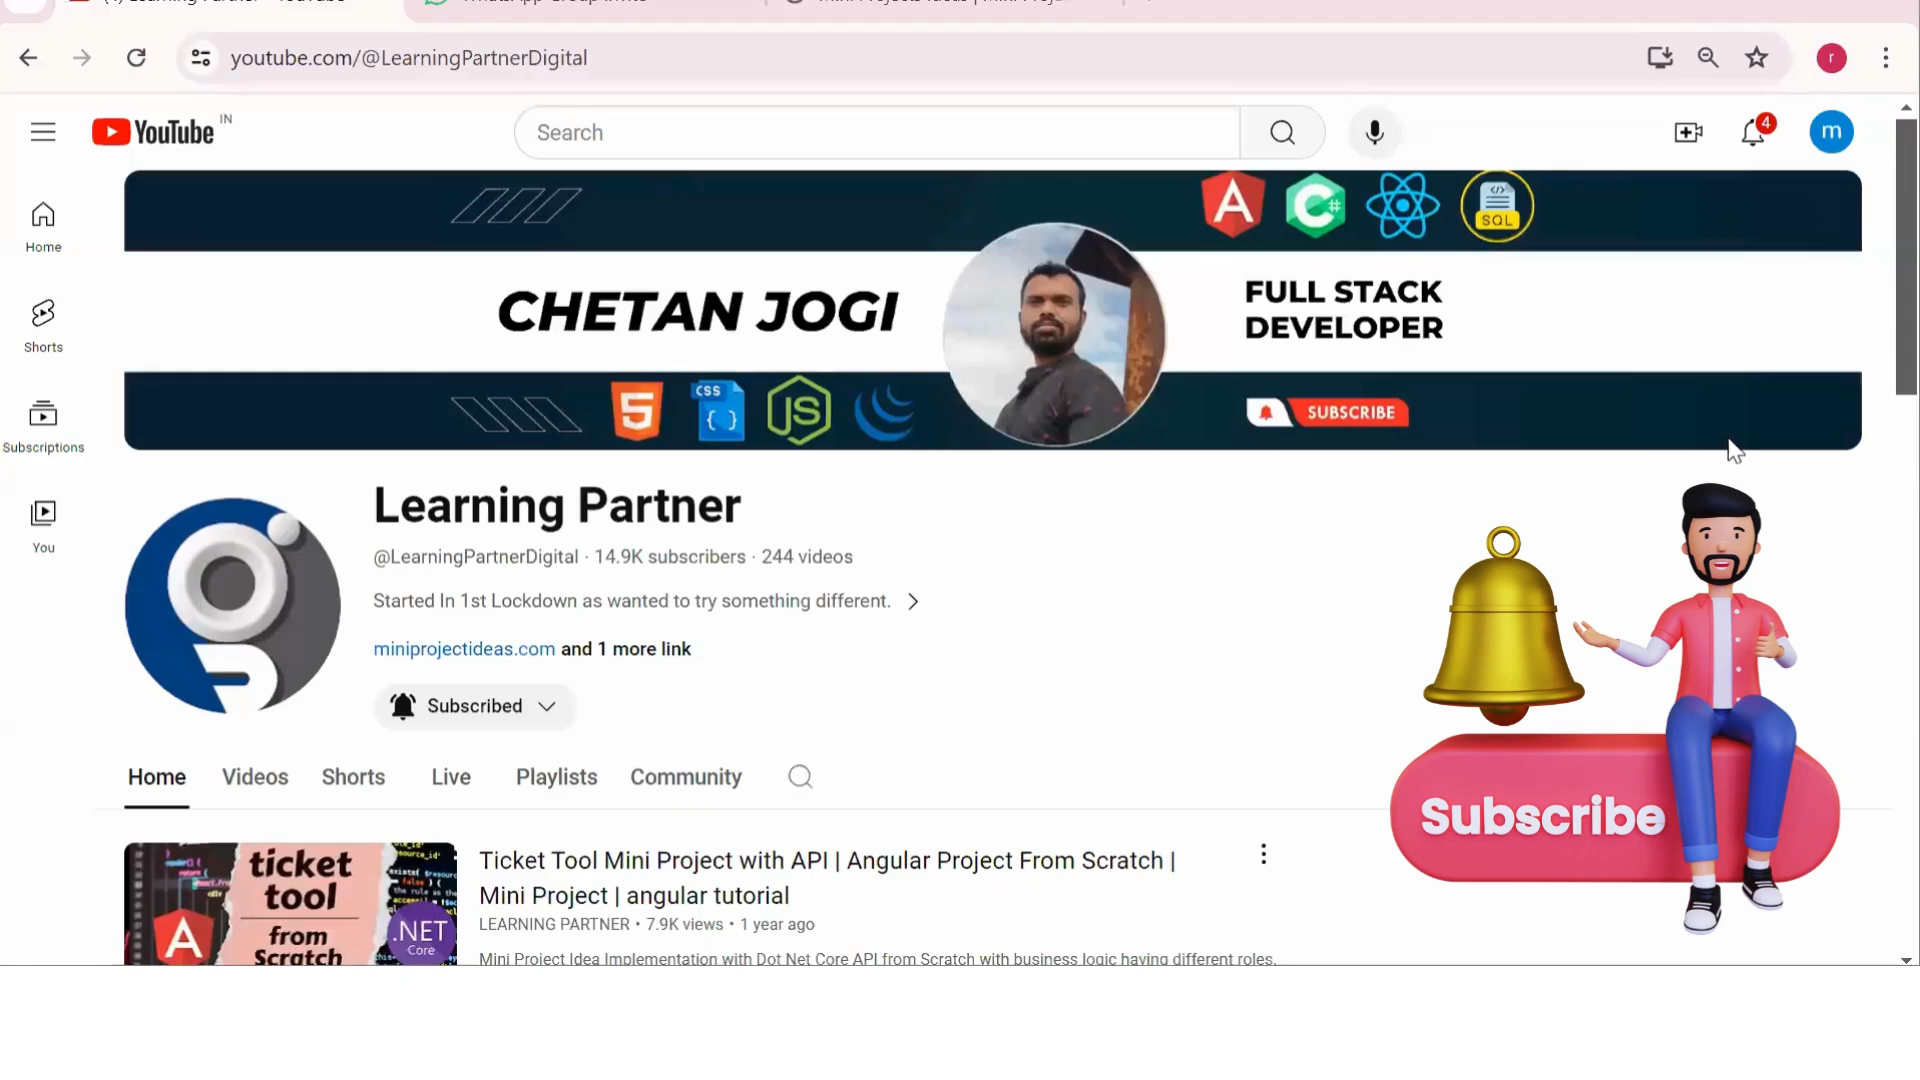 youtube.com/@LearningPartnerDigital
r
YouTube IN
Search
4
m
Home
Shorts
Subscriptions
You
A
C#
</>
SQL
CHETAN JOGI
FULL STACK
DEVELOPER
5
CSS
{ }
JS
SUBSCRIBE
Learning Partner
@LearningPartnerDigital · 14.9K subscribers · 244 videos
Started In 1st Lockdown as wanted to try something different.
miniprojectideas.com and 1 more link
Subscribed
Subscribe
Home
Videos
Shorts
Live
Playlists
Community
ticket
tool
from
Scratch
A
.NET
Core
Ticket Tool Mini Project with API | Angular Project From Scratch |
Mini Project | angular tutorial
LEARNING PARTNER • 7.9K views • 1 year ago
Mini Project Idea Implementation with Dot Net Core API from Scratch with business logic having different roles.